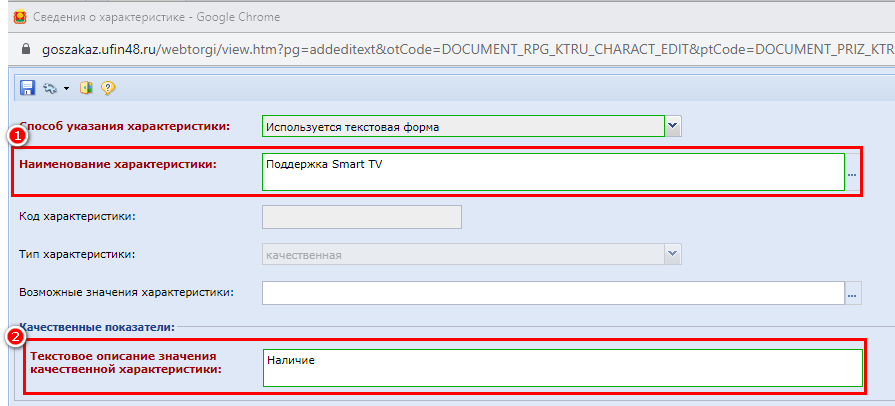 Сведения о характеристике - Google Chrome
goszakaz.ufin48.ru/webtorgi/view.htm?pg=addeditext&otCode=DOCUMENT_RPG_KTRU_CHARACT_EDIT&ptCode=DOCUMENT_PRIZ_KTR
Способ указания характеристики: Используется текстовая форма
1
Наименование характеристики: Поддержка Smart TV ...
Код характеристики:
Тип характеристики: качественная
Возможные значения характеристики: ...
Качественные показатели:
2
Текстовое описание значения Наличие
качественной характеристики: